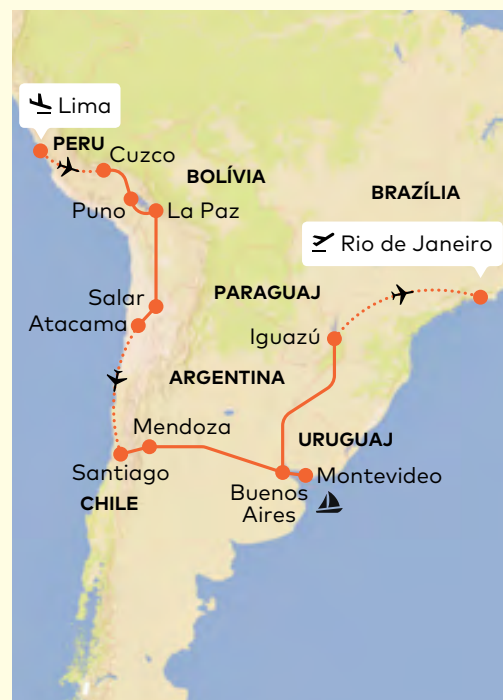 Lima
PERU
Cuzco
BOLÍVIA
BRAZÍLIA
Puno
La Paz
Rio de Janeiro
Salar
PARAGUAJ
Atacama
Iguazú
ARGENTINA
Mendoza
URUGUAJ
Santiago
Montevideo
CHILE
Buenos
Aires